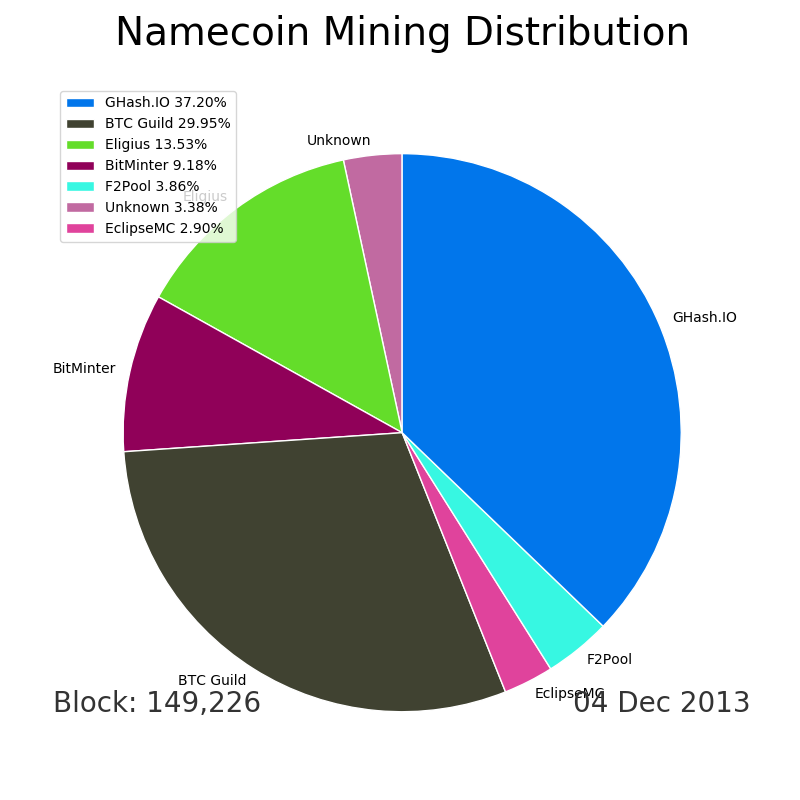 Namecoin Mining Distribution
GHash.IO 37.20%
BTC Guild 29.95%
Eligius 13.53%
BitMinter 9.18%
F2Pool 3.86%
Unknown 3.38%
EclipseMC 2.90%
Unknown
Eligius
GHash.IO
BitMinter
F2Pool
BTC Guild
EclipseMC
Block: 149,226
04 Dec 2013